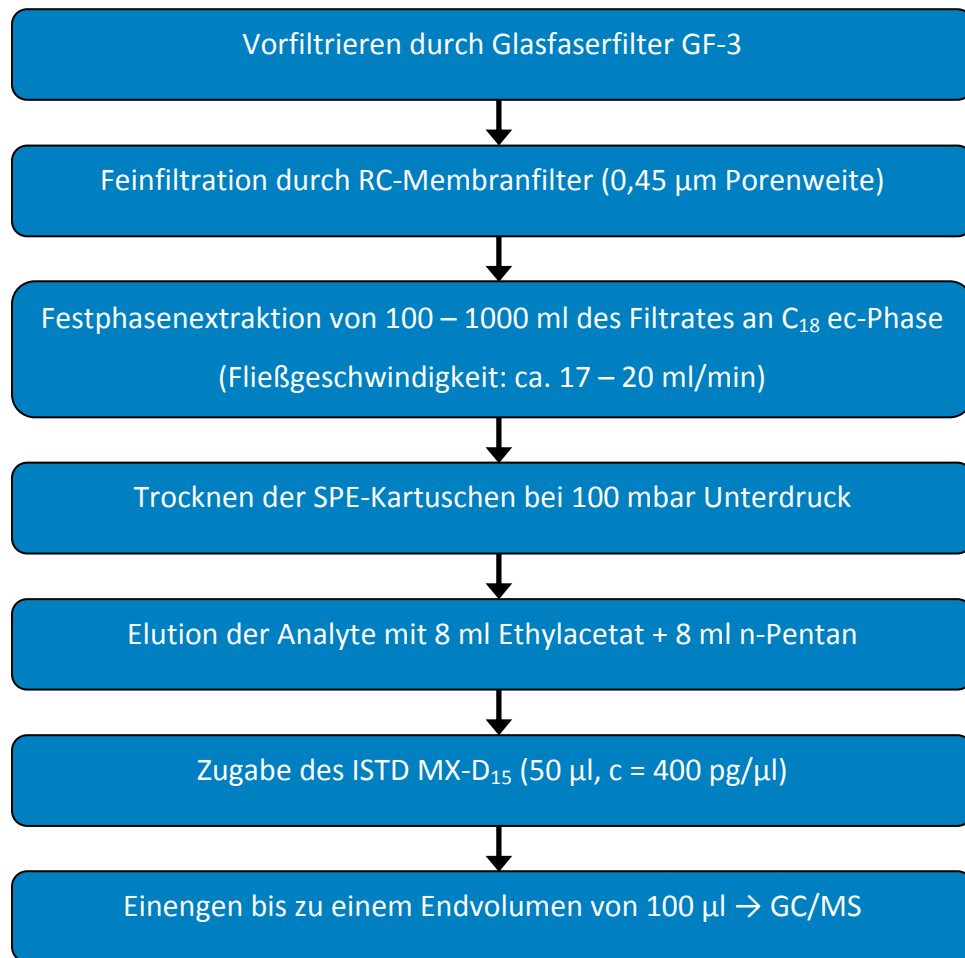 Vorfiltrieren durch Glasfaserfilter GF-3
Feinfiltration durch RC-Membranfilter (0,45 µm Porenweite)
Festphasenextraktion von 100 – 1000 ml des Filtrates an C₁₈ ec-Phase
(Fließgeschwindigkeit: ca. 17 – 20 ml/min)
Trocknen der SPE-Kartuschen bei 100 mbar Unterdruck
Elution der Analyte mit 8 ml Ethylacetat + 8 ml n-Pentan
Zugabe des ISTD MX-D₁₅ (50 µl, c = 400 pg/µl)
Einengen bis zu einem Endvolumen von 100 µl → GC/MS